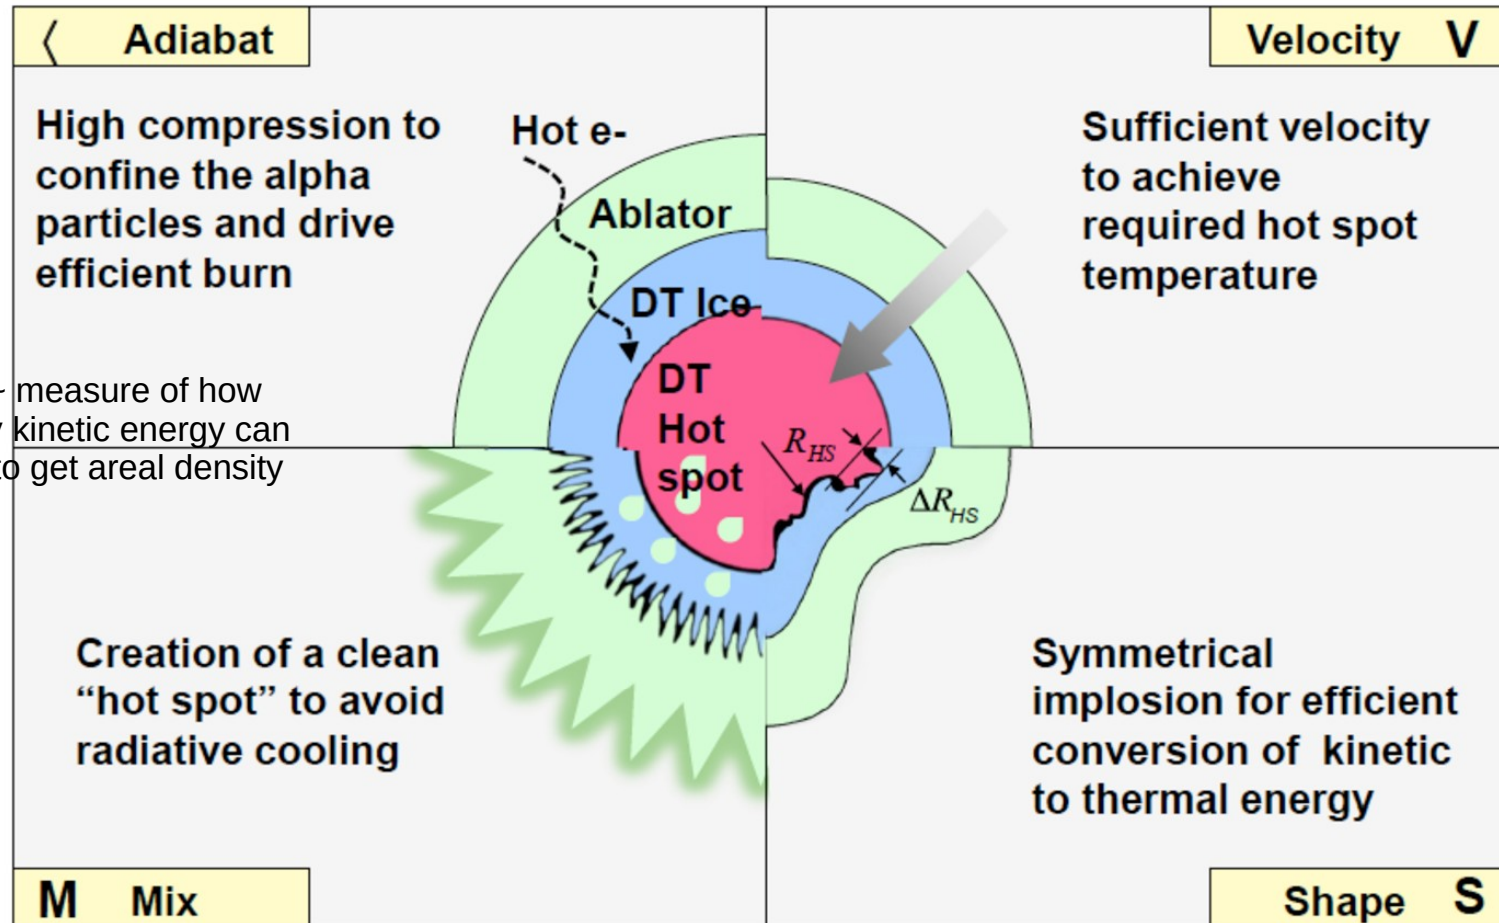 〈 Adiabat
High compression to
confine the alpha
particles and drive
efficient burn
measure of how
kinetic energy can
to get areal density
Hot e-
Ablator
DT Ice
DT
Hot
spot
Velocity V
Sufficient velocity
to achieve
required hot spot
temperature
R_HS
ΔR_HS
Creation of a clean
“hot spot” to avoid
radiative cooling
M Mix
Symmetrical
implosion for efficient
conversion of kinetic
to thermal energy
Shape S